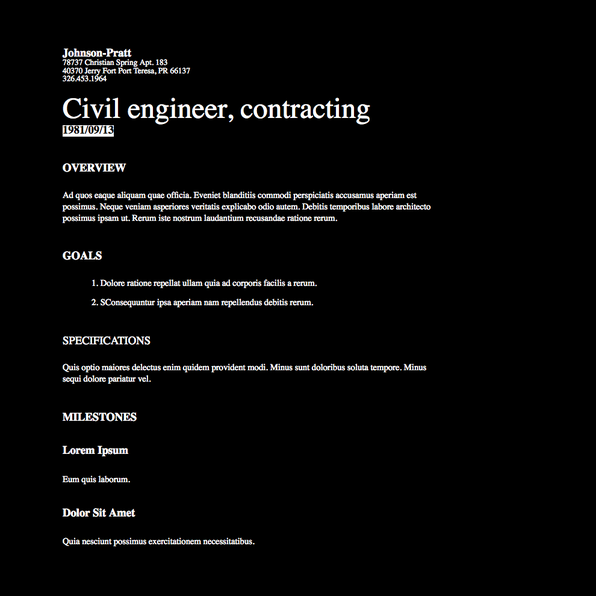 Johnson-Pratt
78737 Christian Spring Apt. 183
40370 Jerry Fort Port Teresa, PR 66137
326.453.1964
Civil engineer, contracting
1981/09/13
OVERVIEW
Ad quos eaque aliquam quae officia. Eveniet blanditiis commodi perspiciatis accusamus aperiam est
possimus. Neque veniam asperiores veritatis explicabo odio autem. Debitis temporibus labore architecto
possimus ipsam ut. Rerum iste nostrum laudantium recusandae ratione rerum.
GOALS
1. Dolore ratione repellat ullam quia ad corporis facilis a rerum.
2. SConsequuntur ipsa aperiam nam repellendus debitis rerum.
SPECIFICATIONS
Quis optio maiores delectus enim quidem provident modi. Minus sunt doloribus soluta tempore. Minus
sequi dolore pariatur vel.
MILESTONES
Lorem Ipsum
Eum quis laborum.
Dolor Sit Amet
Quia nesciunt possimus exercitationem necessitatibus.